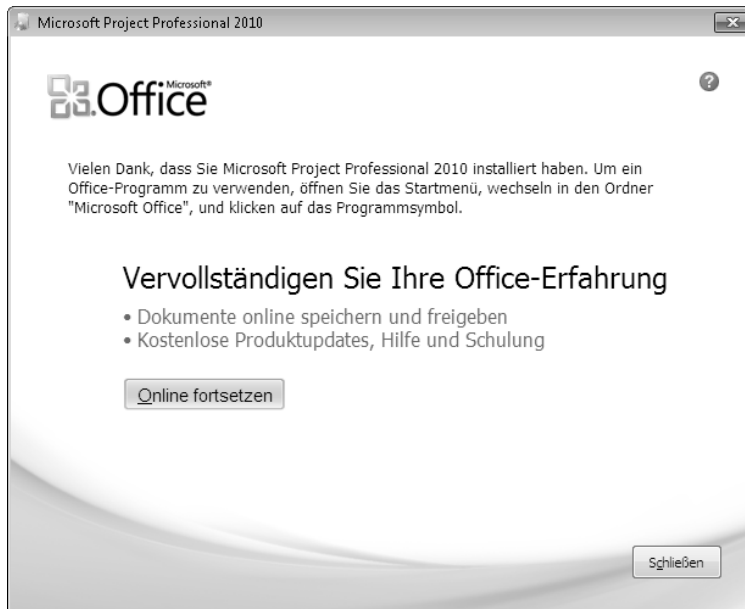 Microsoft Project Professional 2010
Microsoft®
Office
Vielen Dank, dass Sie Microsoft Project Professional 2010 installiert haben. Um ein
Office-Programm zu verwenden, öffnen Sie das Startmenü, wechseln in den Ordner
"Microsoft Office", und klicken auf das Programmsymbol.
Vervollständigen Sie Ihre Office-Erfahrung
• Dokumente online speichern und freigeben
• Kostenlose Produktupdates, Hilfe und Schulung
Online fortsetzen
Schließen